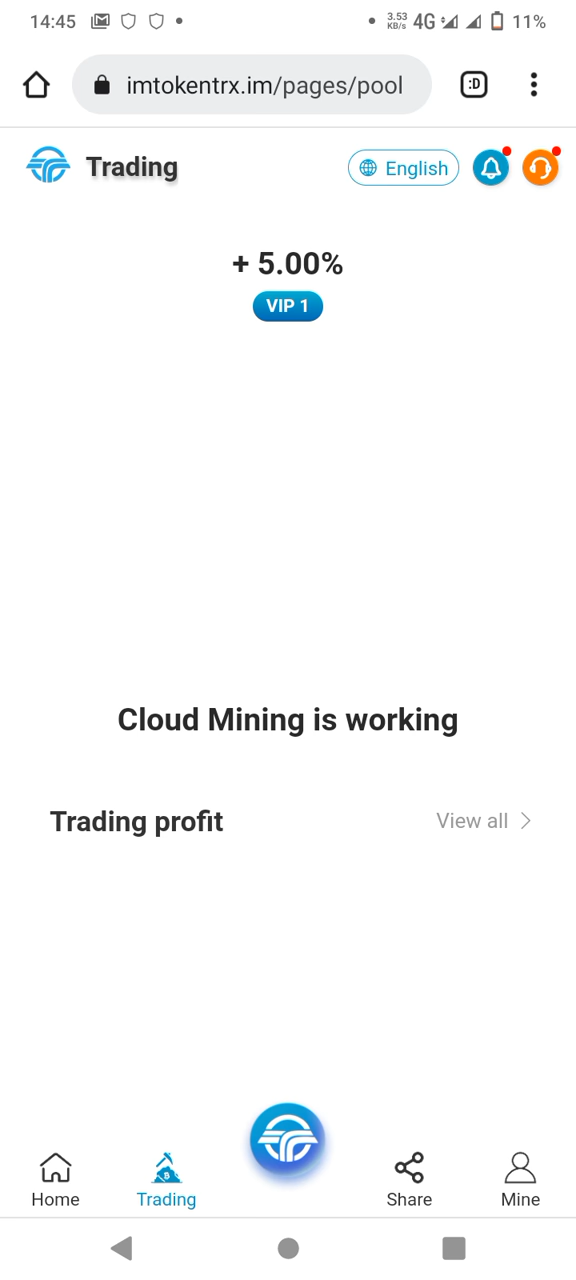 14:45
3.53 KB/s 4G 11%
imtokentrx.im/pages/pool
:D
Trading
English
+ 5.00%
VIP 1
Cloud Mining is working
Trading profit
View all
Home
Trading
Share
Mine